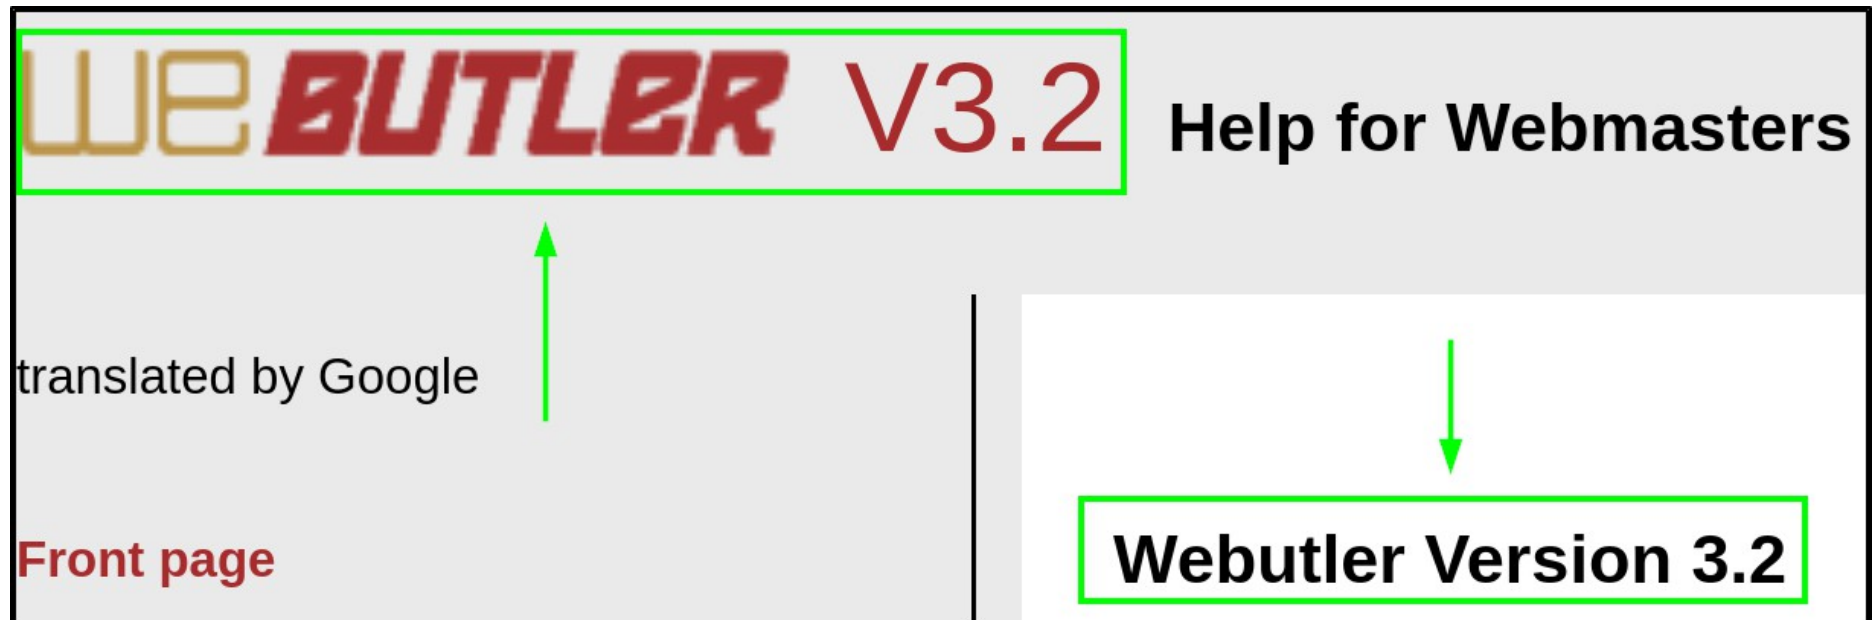 weBUTLER V3.2 Help for Webmasters
translated by Google
Front page
Webutler Version 3.2